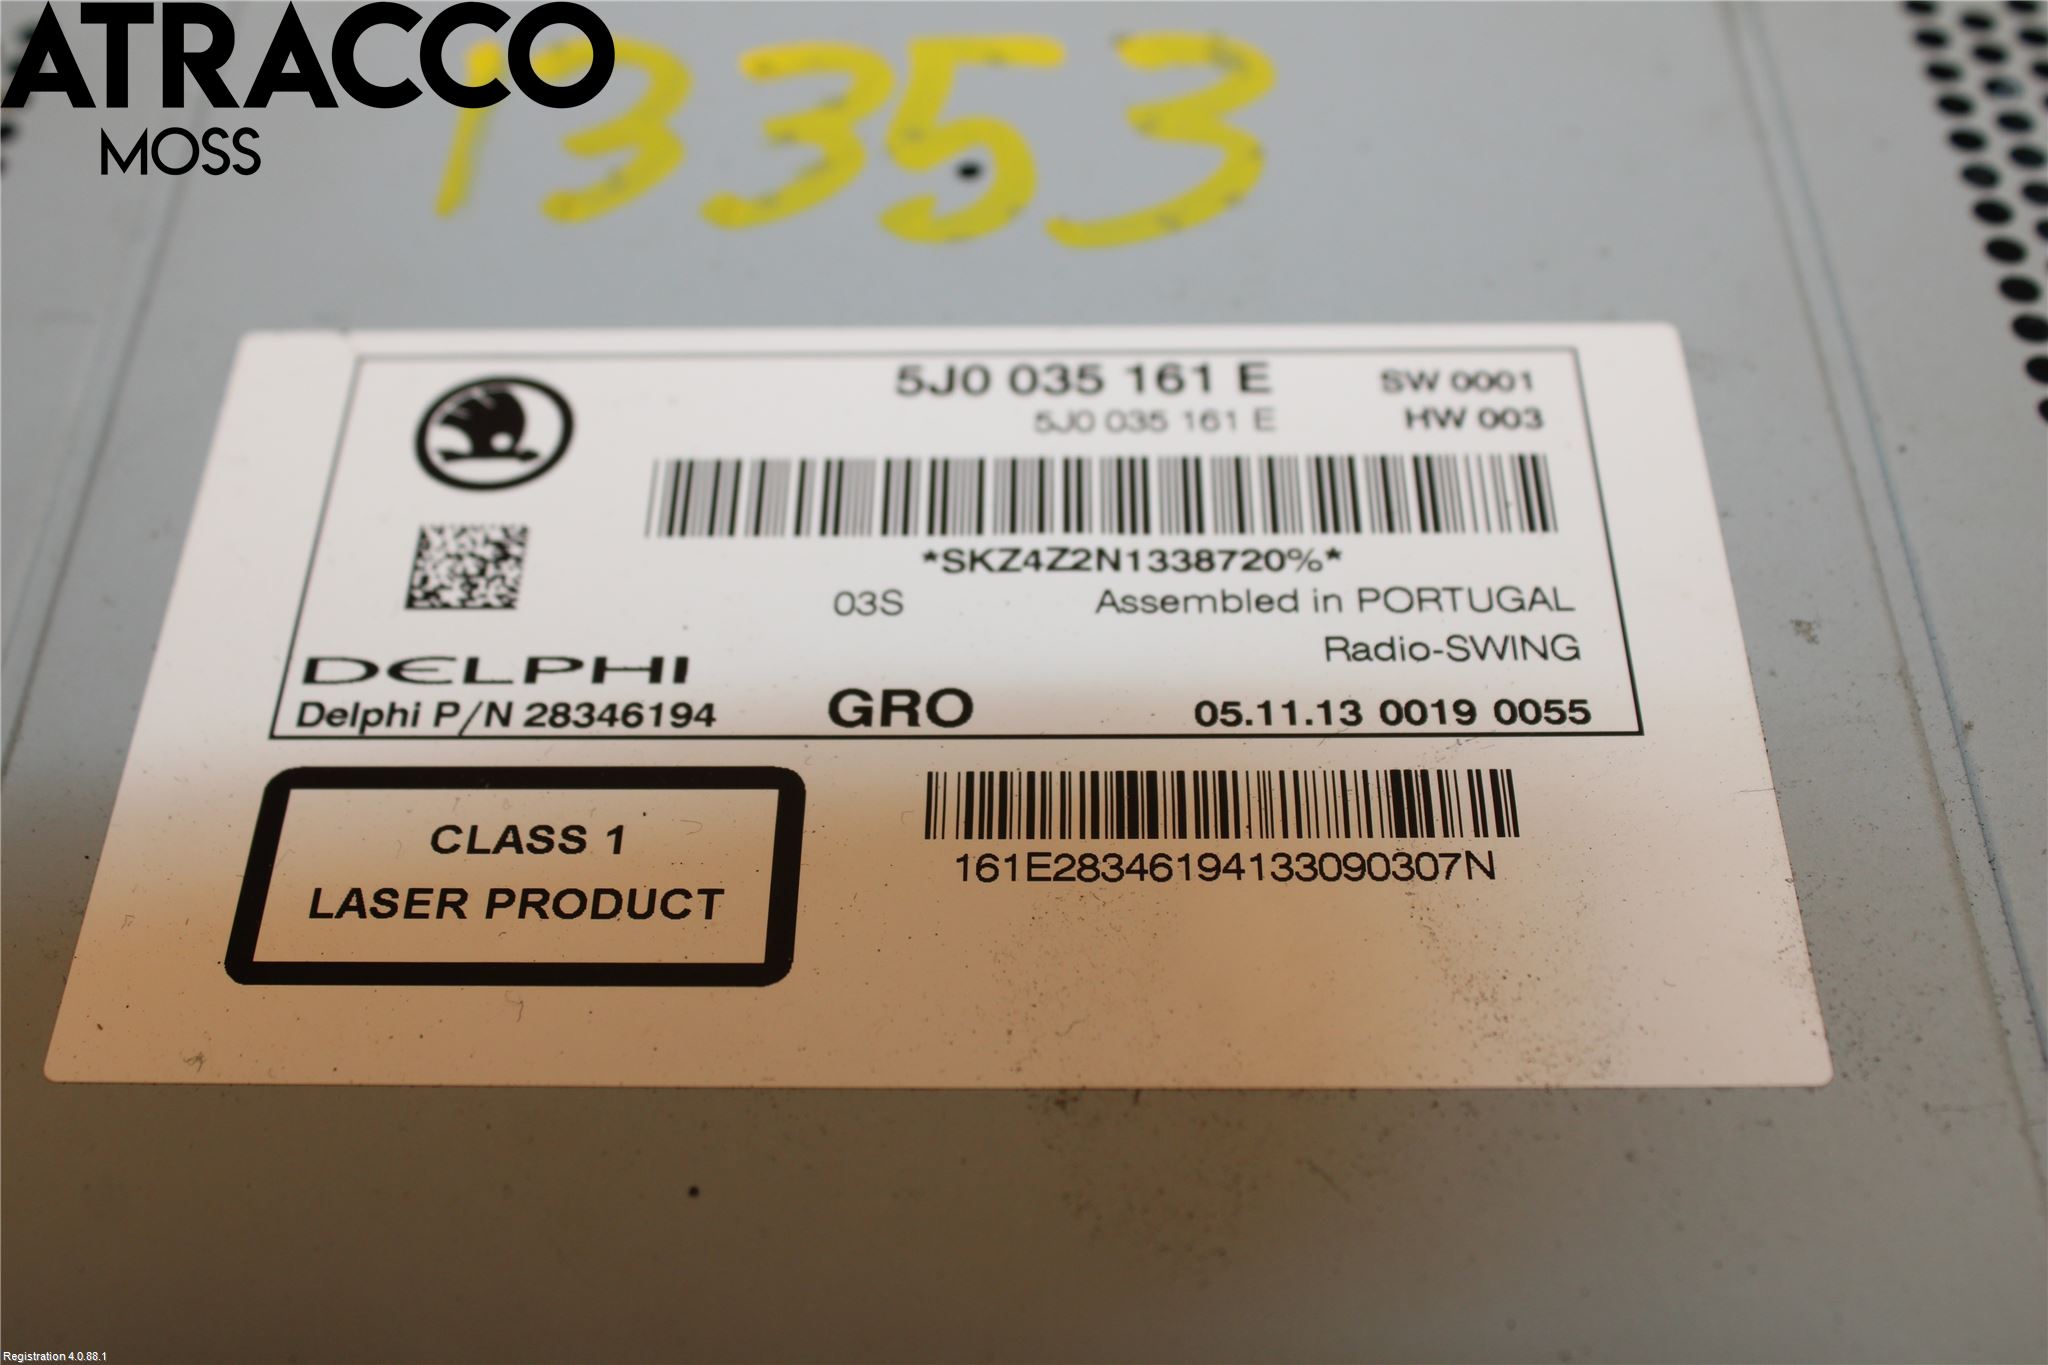 ATRACCO
MOSS
13353
5J0 035 161 E
SW 0001
5J0 035 161 E
HW 003
*SKZ4Z2N1338720%*
03S
Assembled in PORTUGAL
Radio-SWING
DELPHI
Delphi P/N 28346194
GRO
05.11.13 0019 0055
CLASS 1
LASER PRODUCT
161E28346194133090307N
Registration 4.0.88.1